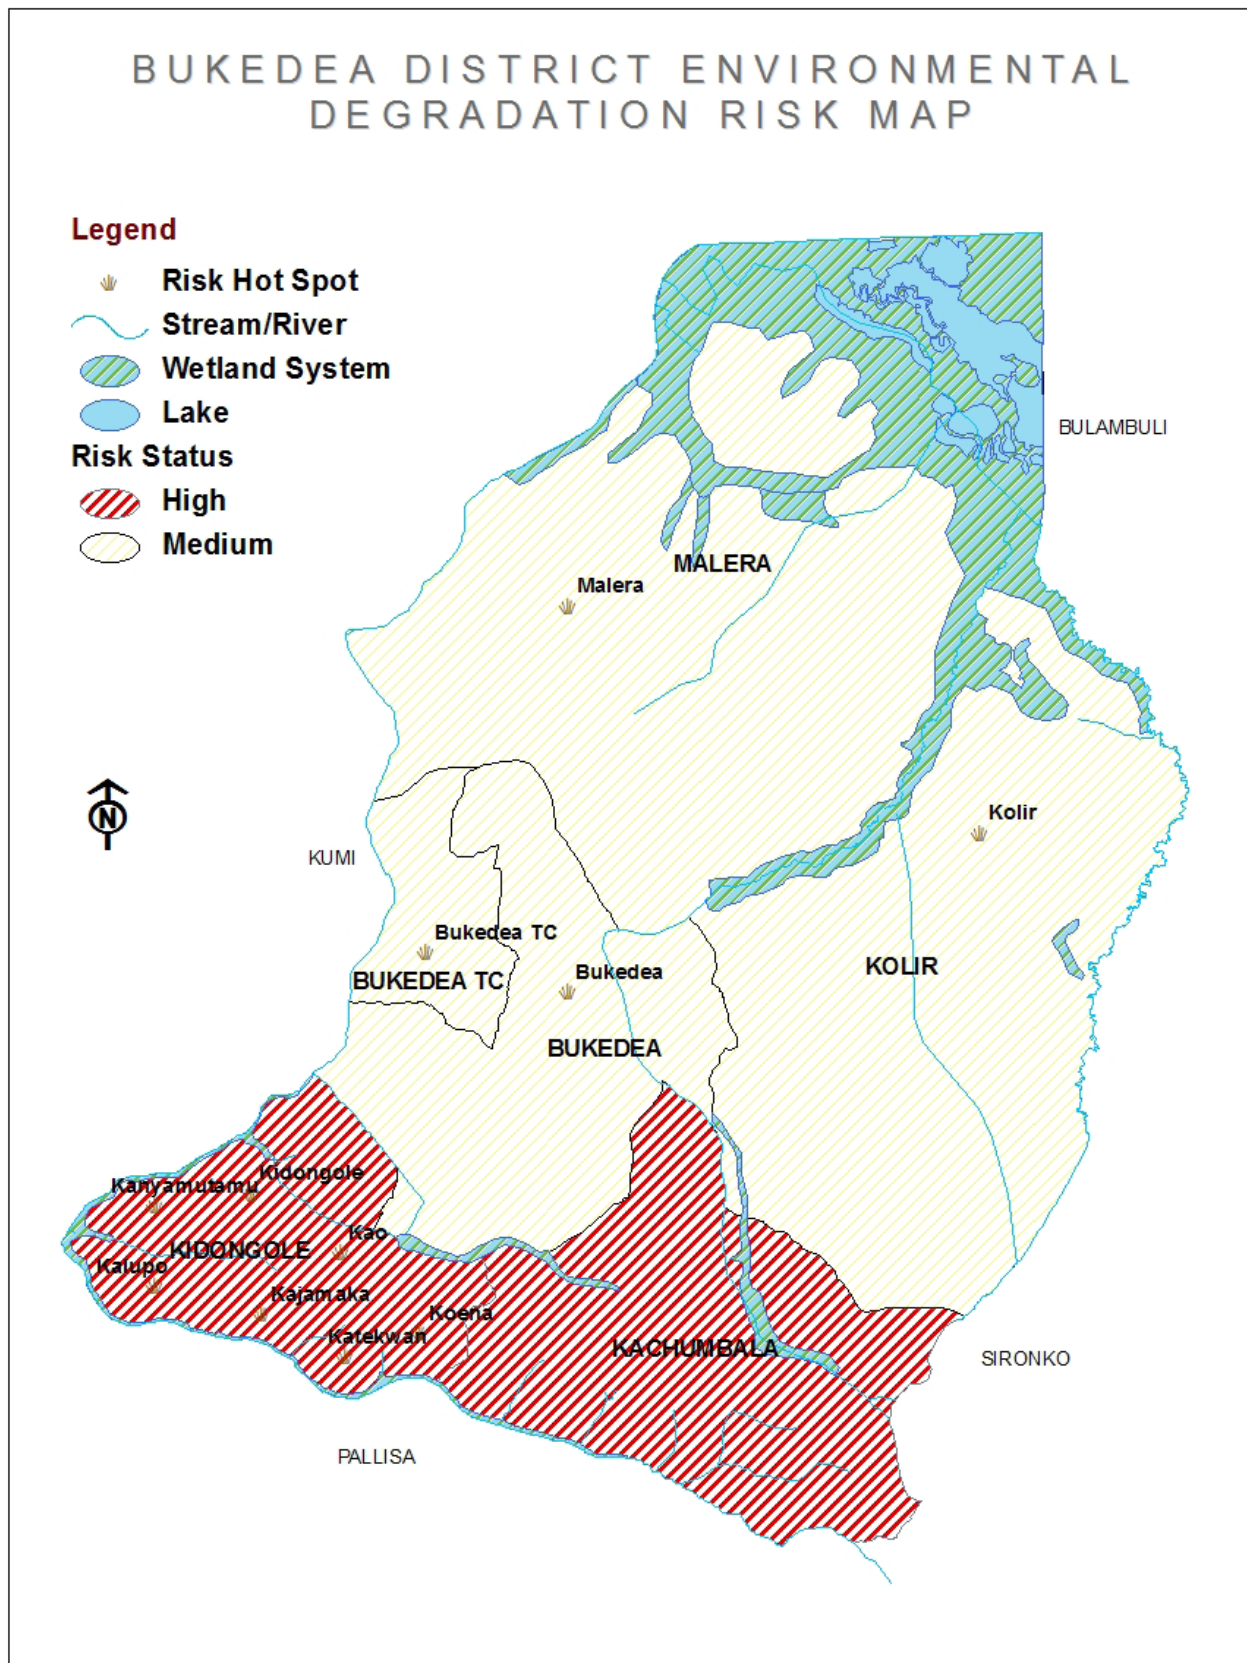 BUKEDEA DISTRICT ENVIRONMENTAL
DEGRADATION RISK MAP
Legend
Risk Hot Spot
Stream/River
Wetland System
Lake
Risk Status
High
Medium
BULAMBULI
MALERA
Malera
Kolir
N
KUMI
Bukedea TC
BUKEDEA TC
Bukedea
KOLIR
BUKEDEA
Kidongole
Kanyamutamu
Kao
KIDONGOLE
Kalupo
Kajamaka
Koena
Katekwan
KACHUMBALA
SIRONKO
PALLISA